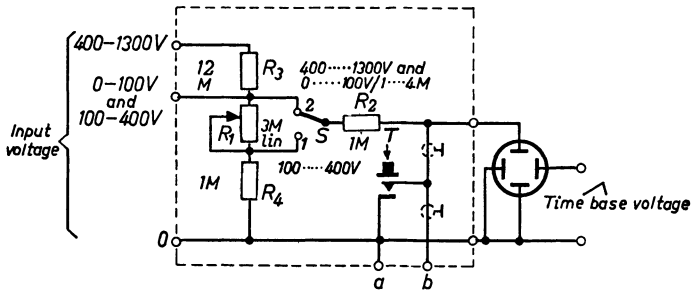 400-1300V
0-100V
and
100-400V
Input
voltage
0
12
M
R3
R1
3M
lin
1M
R4
400·····1300V and
0·····100V/1····4M
R2
1M
2
S
1
100·····400V
T
a
b
Time base voltage